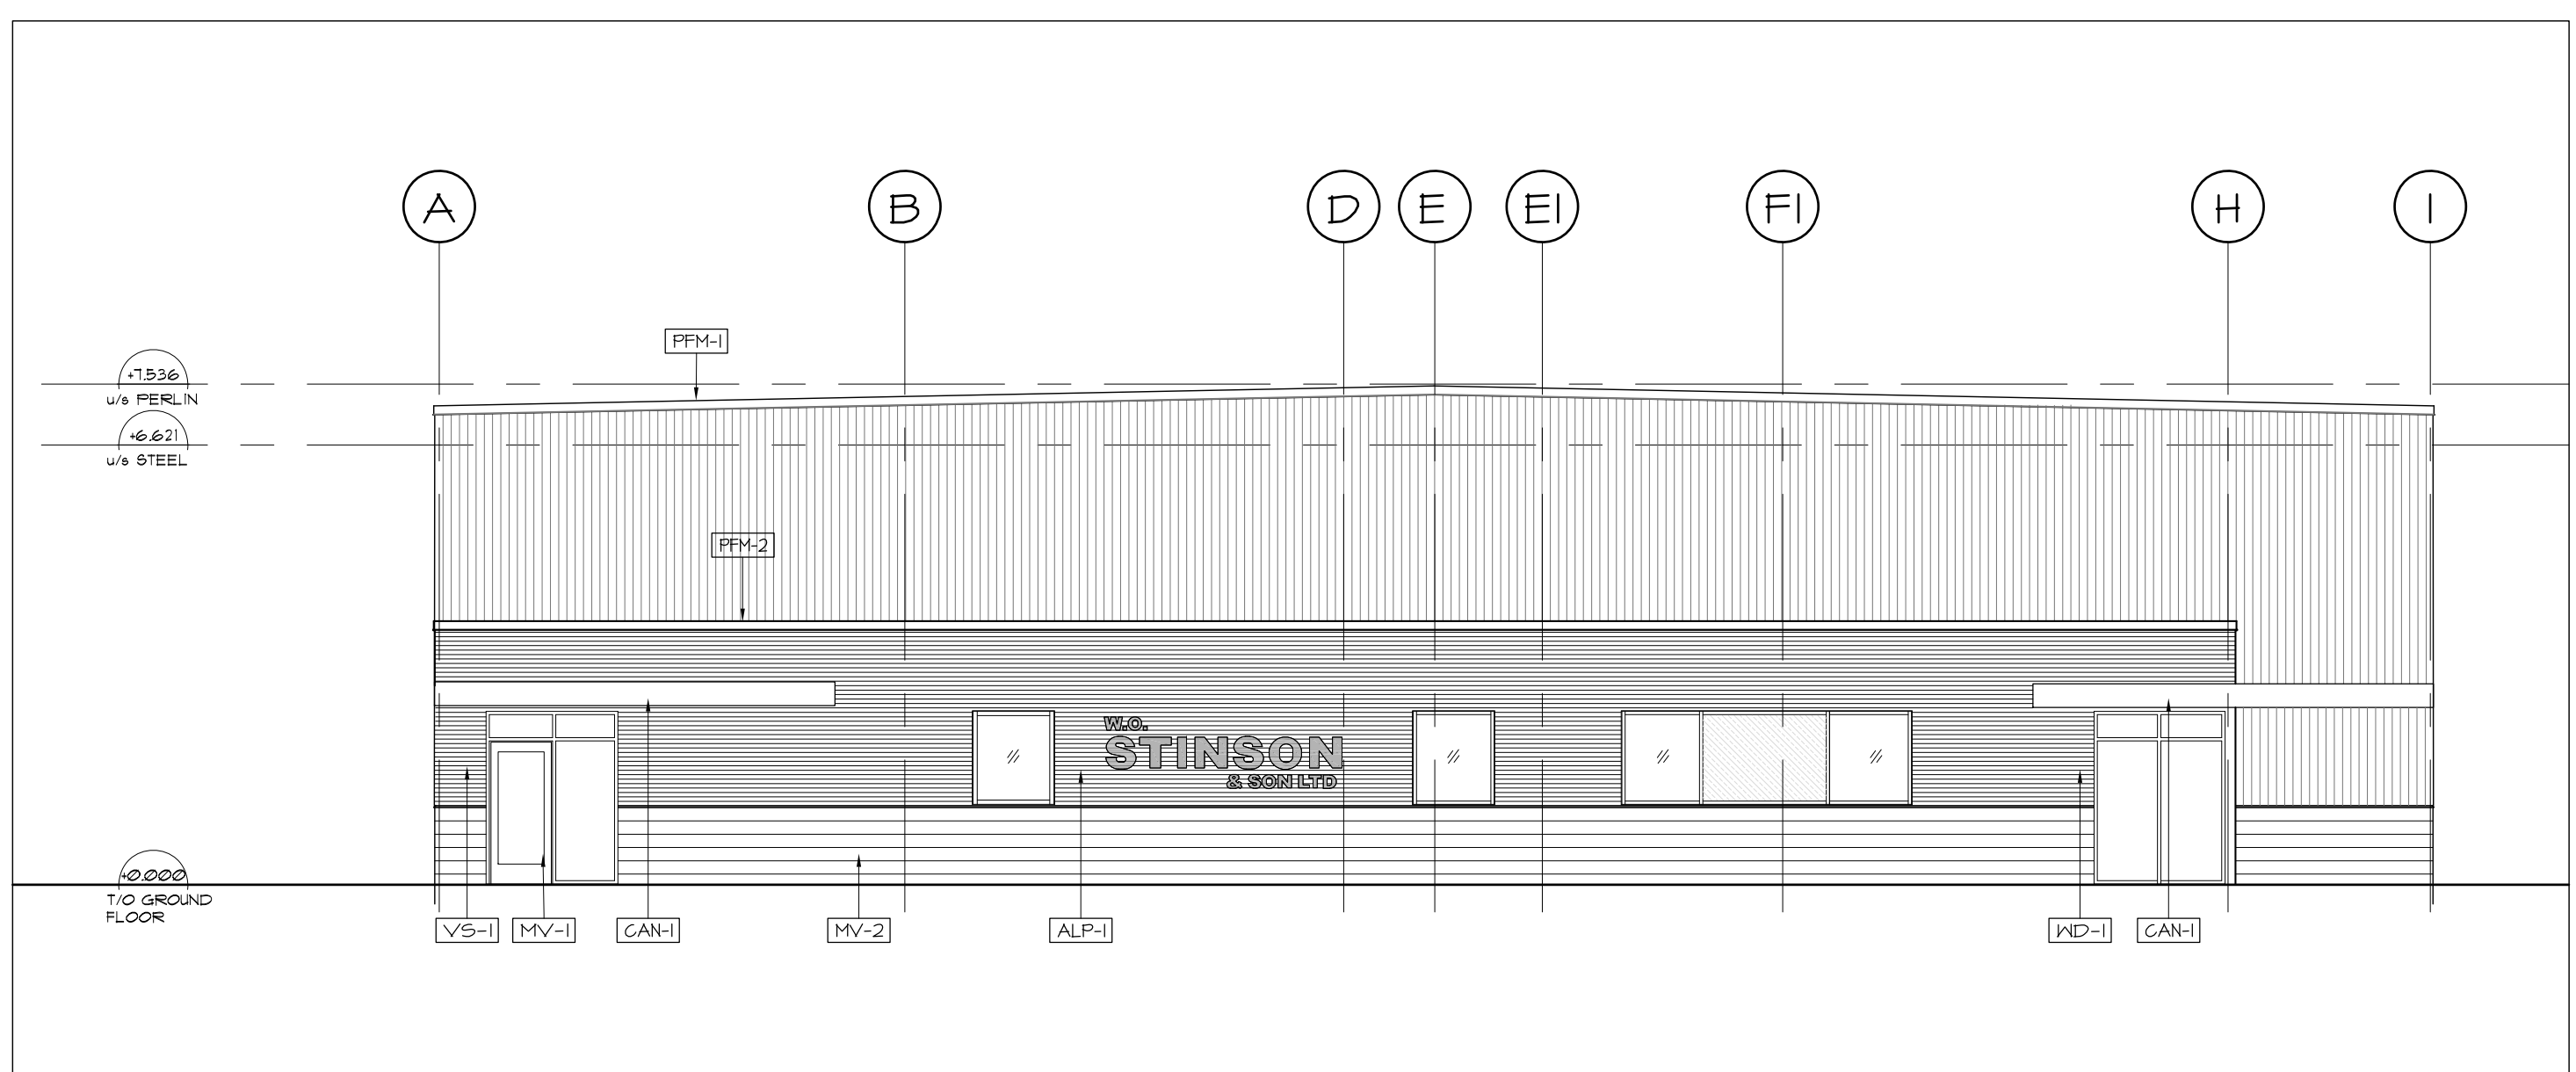 A B D E E1 F1 H I
PFM-1
+7.536
u/s PERLIN
+6.621
u/s STEEL
PFM-2
W.O.
STINSON
& SON LTD
+0.000
T/O GROUND
FLOOR
VS-1 MV-1 CAN-1 MV-2 ALP-1 WD-1 CAN-1